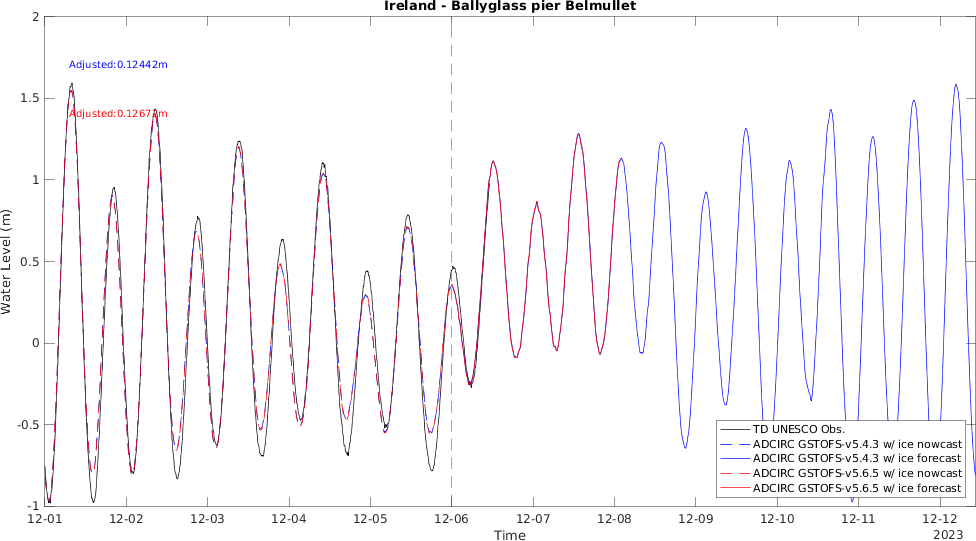 Ireland - Ballyglass pier Belmullet
2
1.5
1
0.5
0
-0.5
-1
Water Level (m)
Adjusted:0.12442m
Adjusted:0.12673m
TD UNESCO Obs.
ADCIRC GSTOFS-v5.4.3 w/ ice nowcast
ADCIRC GSTOFS-v5.4.3 w/ ice forecast
ADCIRC GSTOFS-v5.6.5 w/ ice nowcast
ADCIRC GSTOFS-v5.6.5 w/ ice forecast
12-01 12-02 12-03 12-04 12-05 12-06 12-07 12-08 12-09 12-10 12-11 12-12
Time
2023